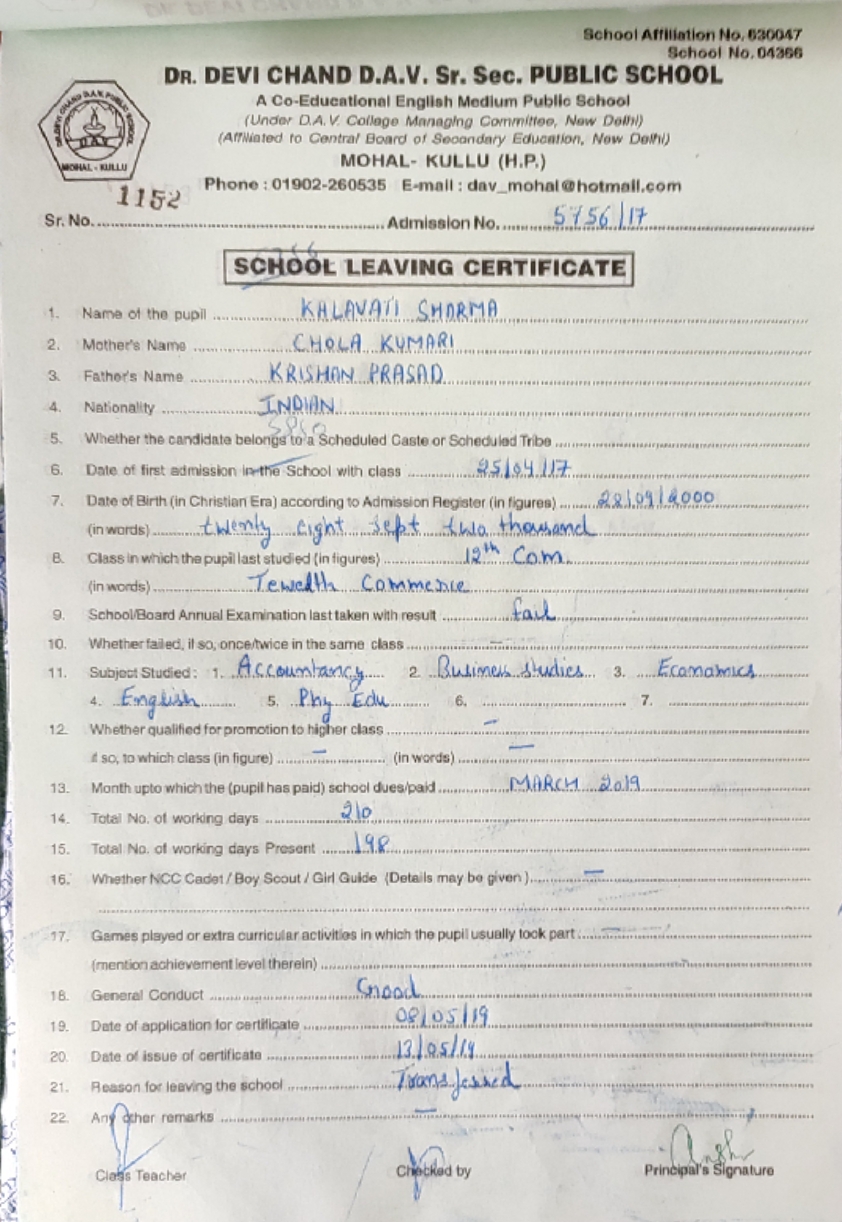 School Affiliation No. 630047
School No. 04366
DR. DEVI CHAND D.A.V. Sr. Sec. PUBLIC SCHOOL
A Co-Educational English Medium Public School
(Under D.A.V. College Managing Committee, New Delhi)
(Affiliated to Central Board of Secondary Education, New Delhi)
MOHAL- KULLU (H.P.)
Phone : 01902-260535 E-mail : dav_mohal@hotmail.com
DR. DEVI CHAND D.A.V. PUBLIC SCHOOL
D.A.V.
MOHAL - KULLU
1152
Sr. No. Admission No. 5756/17
SCHOOL LEAVING CERTIFICATE
1. Name of the pupil KALAVATI SHARMA
2. Mother's Name CHOLA KUMARI
3. Father's Name KRISHAN PRASAD
4. Nationality INDIAN
5. Whether the candidate belongs to a Scheduled Caste or Scheduled Tribe
6. Date of first admission in the School with class 25/04/17
7. Date of Birth (in Christian Era) according to Admission Register (in figures) 28/09/2000
(in words) twenty eight sept two thousand
8. Class in which the pupil last studied (in figures) 12th Com.
(in words) Tewelth Commerce
9. School/Board Annual Examination last taken with result fail
10. Whether failed, if so, once/twice in the same class —
11. Subject Studied : 1. Accountancy 2. Business studies 3. Economics
4. English 5. Phy Edu 6. 7.
12. Whether qualified for promotion to higher class —
if so, to which class (in figure) — (in words) —
13. Month upto which the (pupil has paid) school dues/paid MARCH 2019
14. Total No. of working days 210
15. Total No. of working days Present 198
16. Whether NCC Cadet / Boy Scout / Girl Guide (Details may be given ) —
17. Games played or extra curricular activities in which the pupil usually took part : —
(mention achievement level therein)
18. General Conduct Good
19. Date of application for certificate 08/05/19
20. Date of issue of certificate 13/05/19
21. Reason for leaving the school Transferred
22. Any other remarks —
Class Teacher Checked by Principal's Signature